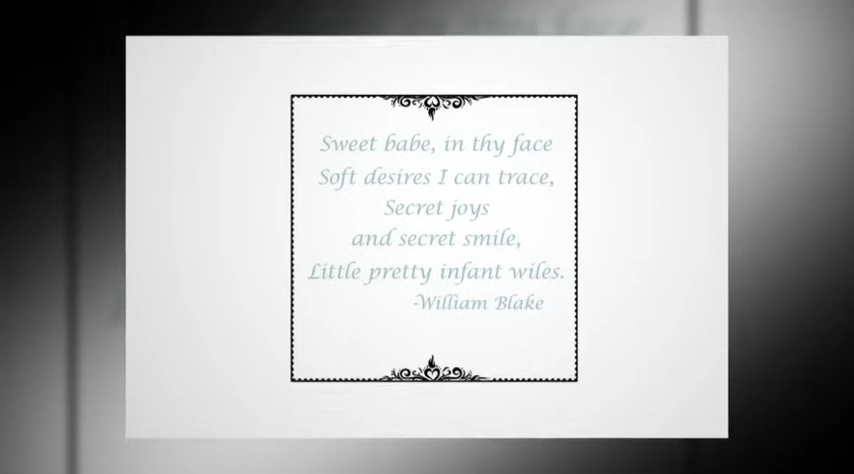 Sweet babe, in thy face
Soft desires I can trace,
Secret joys
and secret smile,
Little pretty infant wiles.
-William Blake